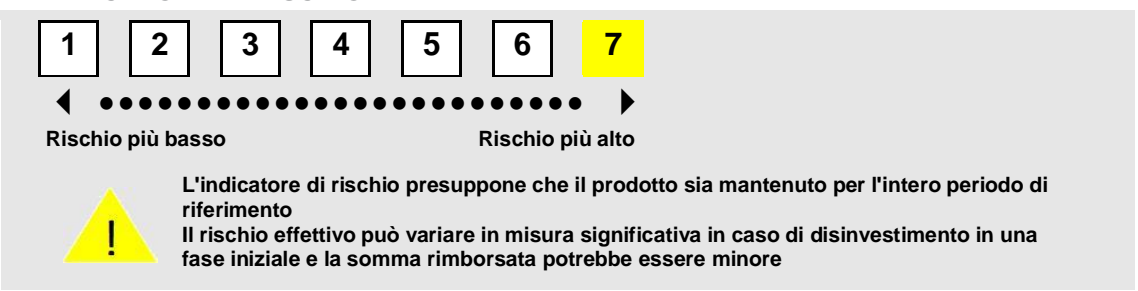 1 2 3 4 5 6 7
Rischio più basso Rischio più alto
L'indicatore di rischio presuppone che il prodotto sia mantenuto per l'intero periodo di
riferimento
Il rischio effettivo può variare in misura significativa in caso di disinvestimento in una
fase iniziale e la somma rimborsata potrebbe essere minore
!